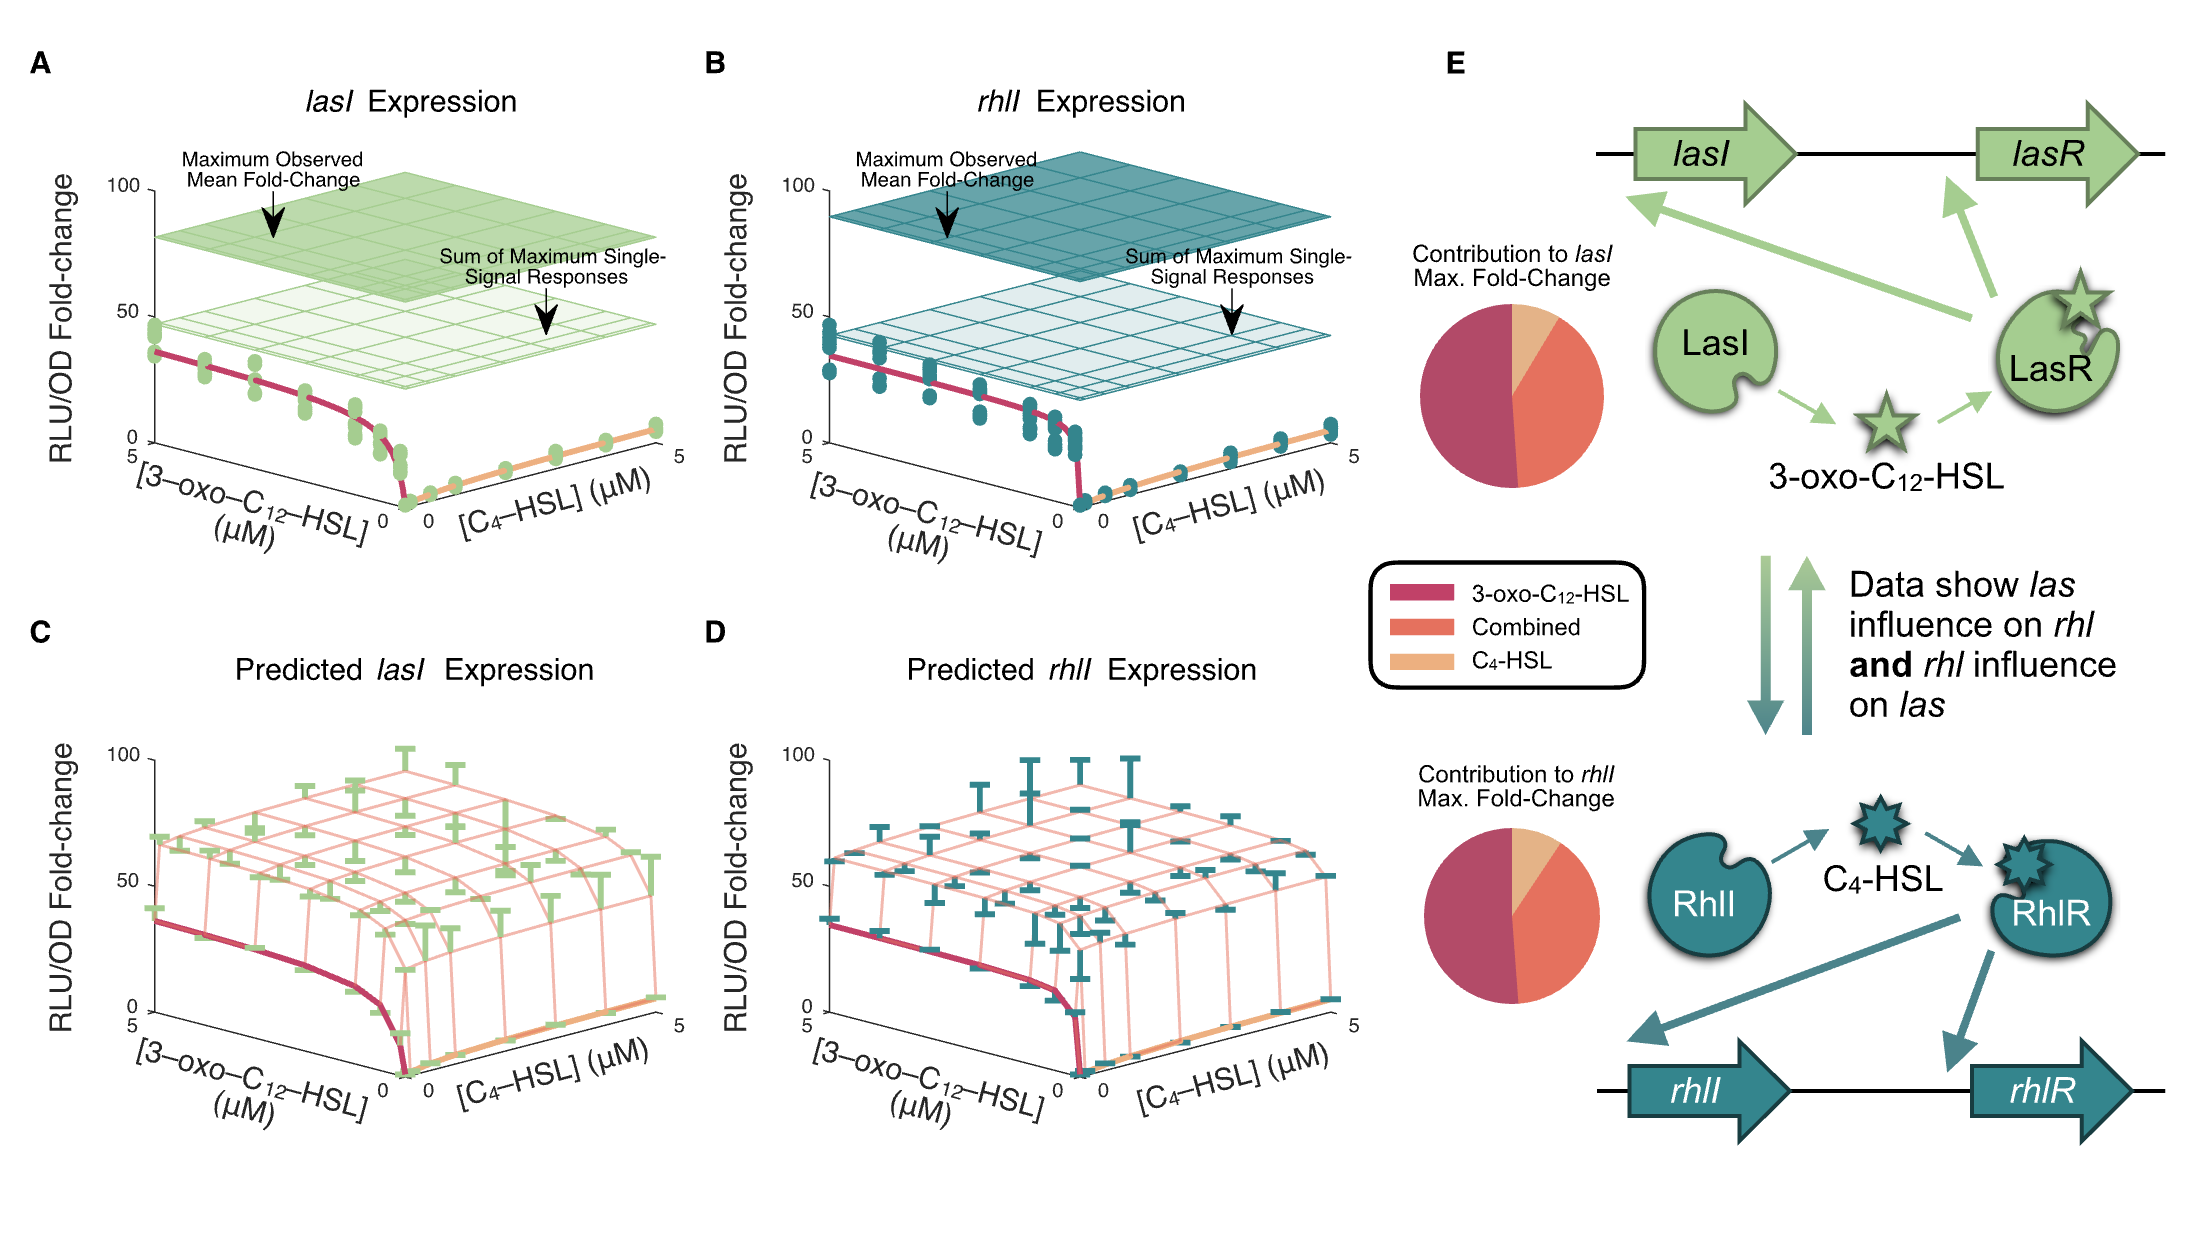 A
lasI Expression
Maximum Observed
Mean Fold-Change
Sum of Maximum Single-
Signal Responses
RLU/OD Fold-change
100
50
0
5
[3–oxo–C12–HSL]
(μM)
0
0
[C4–HSL] (μM)
5
B
rhlI Expression
Maximum Observed
Mean Fold-Change
Sum of Maximum Single-
Signal Responses
RLU/OD Fold-change
100
50
0
5
[3–oxo–C12–HSL]
(μM)
0
0
[C4–HSL] (μM)
5
C
Predicted lasI Expression
RLU/OD Fold-change
100
50
0
5
[3–oxo–C12–HSL]
(μM)
0
0
[C4–HSL] (μM)
5
D
Predicted rhlI Expression
RLU/OD Fold-change
100
50
0
5
[3–oxo–C12–HSL]
(μM)
0
0
[C4–HSL] (μM)
5
E
lasI
lasR
Contribution to lasI
Max. Fold-Change
LasI
LasR
3-oxo-C12-HSL
3-oxo-C12-HSL
Combined
C4-HSL
Data show las
influence on rhl
and rhl influence
on las
Contribution to rhlI
Max. Fold-Change
RhlI
C4-HSL
RhlR
rhlI
rhlR